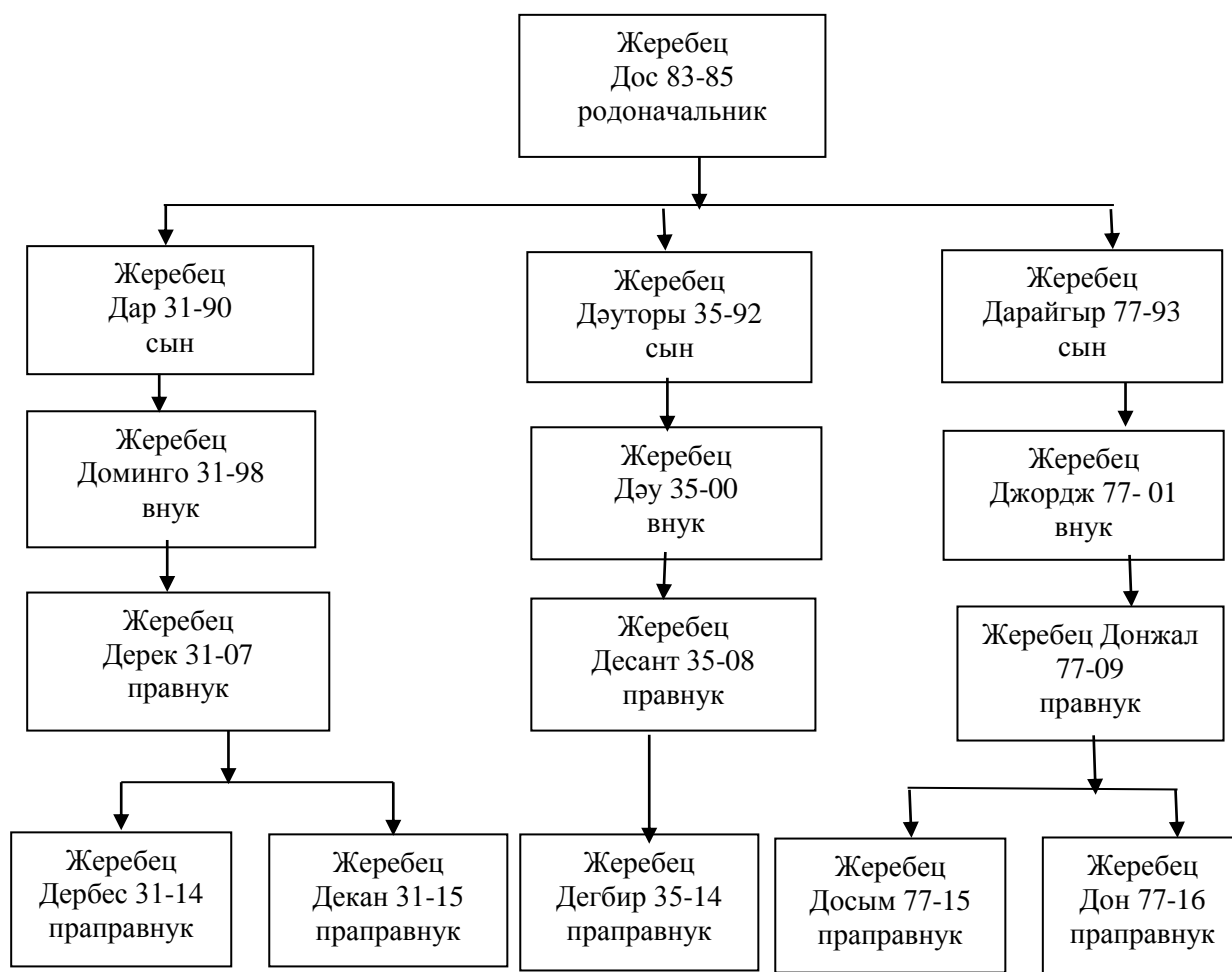 Жеребец
Дос 83-85
родоначальник
Жеребец
Дар 31-90
сын
Жеребец
Дәуторы 35-92
сын
Жеребец
Дарайгыр 77-93
сын
Жеребец
Доминго 31-98
внук
Жеребец
Дәу 35-00
внук
Жеребец
Джордж 77- 01
внук
Жеребец
Дерек 31-07
правнук
Жеребец
Десант 35-08
правнук
Жеребец Донжал
77-09
правнук
Жеребец
Дербес 31-14
праправнук
Жеребец
Декан 31-15
праправнук
Жеребец
Дегбир 35-14
праправнук
Жеребец
Досым 77-15
праправнук
Жеребец
Дон 77-16
праправнук